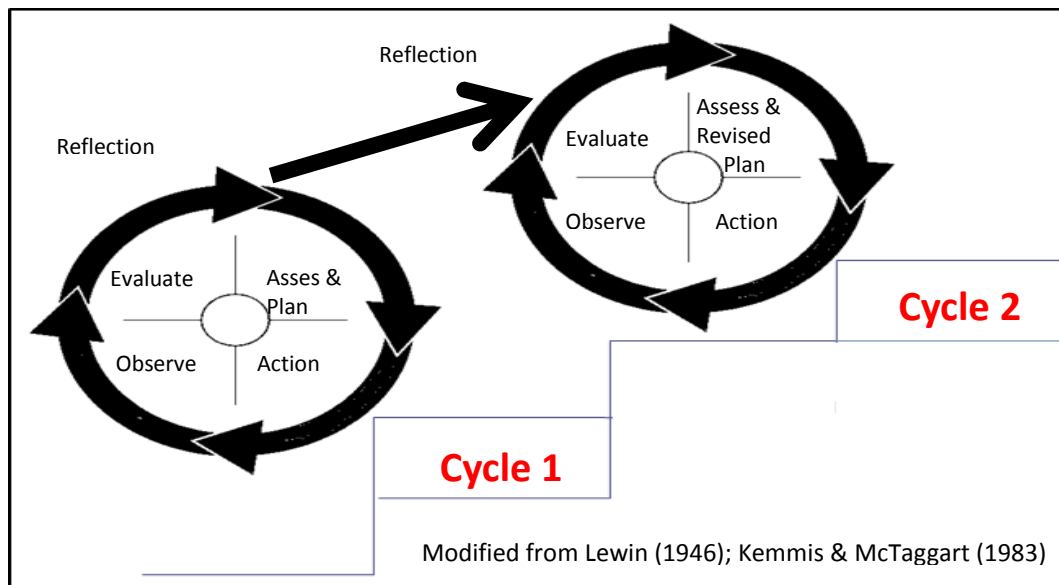 Reflection
Evaluate
Asses &
Plan
Observe
Action
Cycle 1
Reflection
Evaluate
Assess &
Revised
Plan
Observe
Action
Cycle 2
Modified from Lewin (1946); Kemmis & McTaggart (1983)